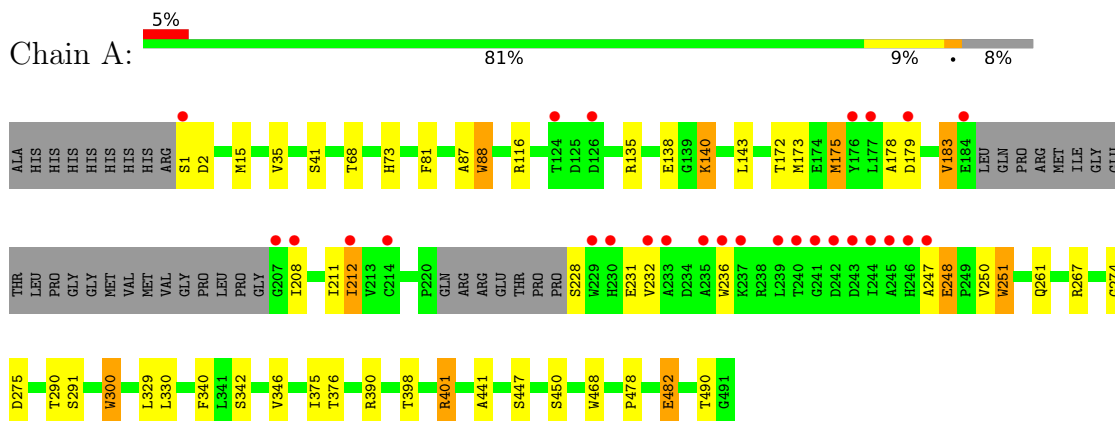 5%
Chain A:
81% 9% • 8%
ALA HIS HIS HIS HIS HIS HIS HIS HIS ARG S1 D2 M15 V35 S41 T68 H73 F81 A87 W88 R116 T124 D125 D126 R135 E138 G139 K140 L143 T172 M173 E174 M175 Y176 L177 A178 D179 V183 E184 LEU GLN PRO ARG MET ILE GLY GLU
THR LEU PRO GLY GLY MET VAL MET VAL GLY PRO LEU PRO GLY G207 I208 I211 I212 V213 C214 P220 GLN ARG ARG GLU THR PRO PRO S228 W229 H230 E231 V232 A233 D234 A235 W236 K237 R238 L239 T240 G241 D242 D243 I244 A245 H246 A247 E248 P249 V250 W251 Q261 R267
D275 T290 S291 W300 L329 L330 F340 L341 S342 V346 I375 T376 R390 T398 R401 A441 S447 S450 W468 P478 E482 T490 G491